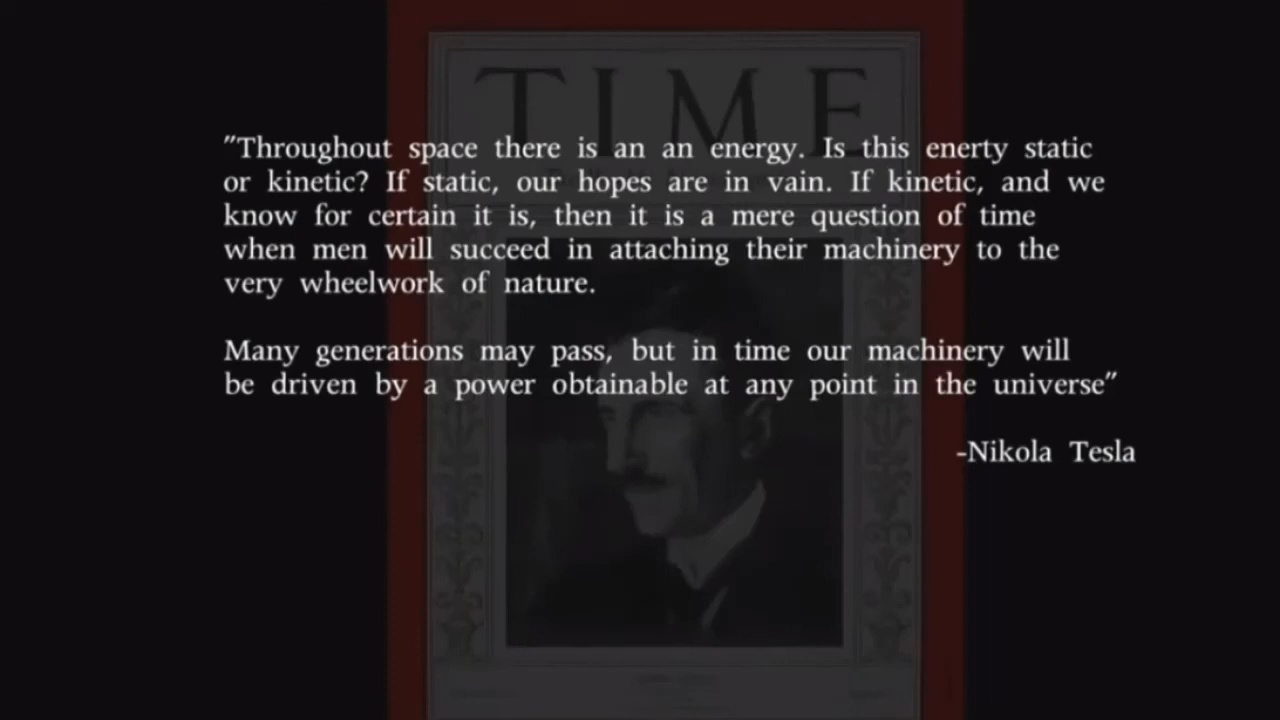 TIME
"Throughout space there is an an energy. Is this enerty static
or kinetic? If static, our hopes are in vain. If kinetic, and we
know for certain it is, then it is a mere question of time
when men will succeed in attaching their machinery to the
very wheelwork of nature.
Many generations may pass, but in time our machinery will
be driven by a power obtainable at any point in the universe"
-Nikola Tesla